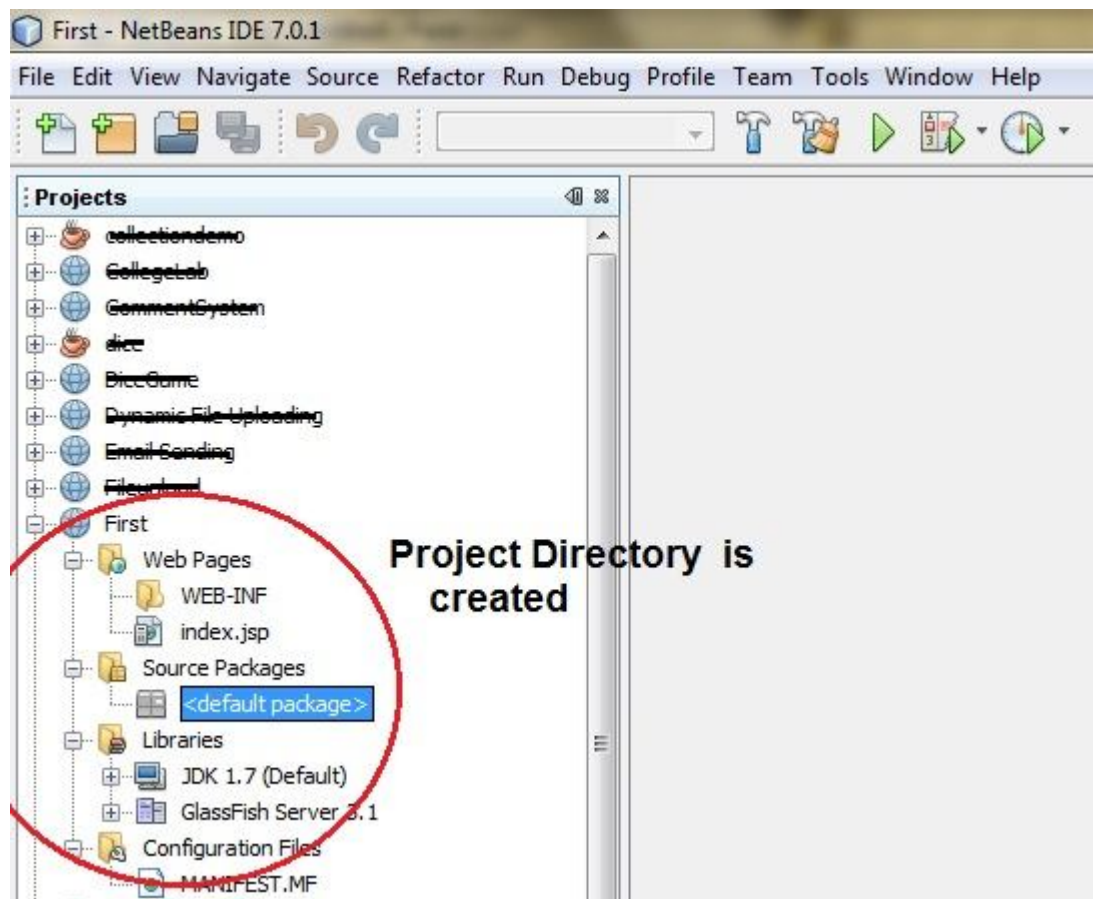 First - NetBeans IDE 7.0.1
File Edit View Navigate Source Refactor Run Debug Profile Team Tools Window Help
Projects
collectiondemo
CollegeLab
CommentSystem
dice
DiceGame
Dynamic File Uploading
Email Sending
Fileupload
First
Web Pages
Project Directory is
created
WEB-INF
index.jsp
Source Packages
<default package>
Libraries
JDK 1.7 (Default)
GlassFish Server 3.1
Configuration Files
MANIFEST.MF